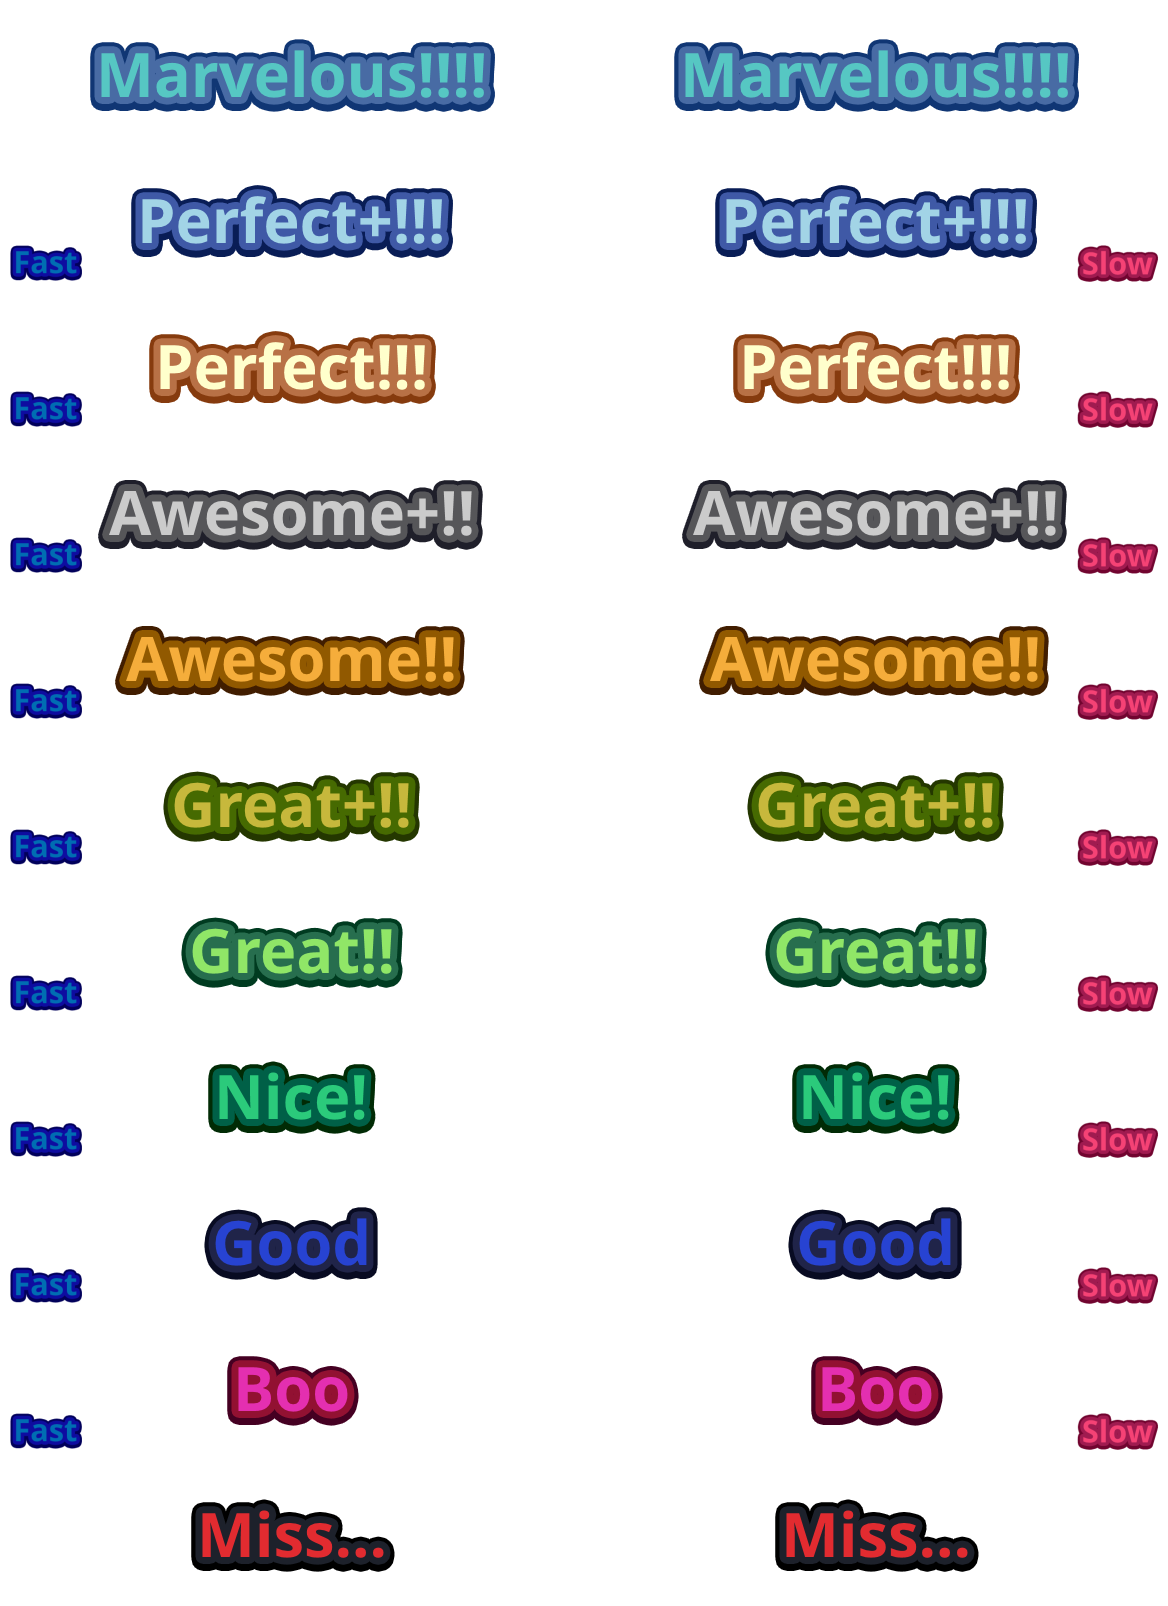 Marvelous!!!! Marvelous!!!!
Perfect+!!! Perfect+!!!
Fast Slow
Perfect!!! Perfect!!!
Fast Slow
Awesome+!! Awesome+!!
Fast Slow
Awesome!! Awesome!!
Fast Slow
Great+!! Great+!!
Fast Slow
Great!! Great!!
Fast Slow
Nice! Nice!
Fast Slow
Good Good
Fast Slow
Boo Boo
Fast Slow
Miss... Miss...